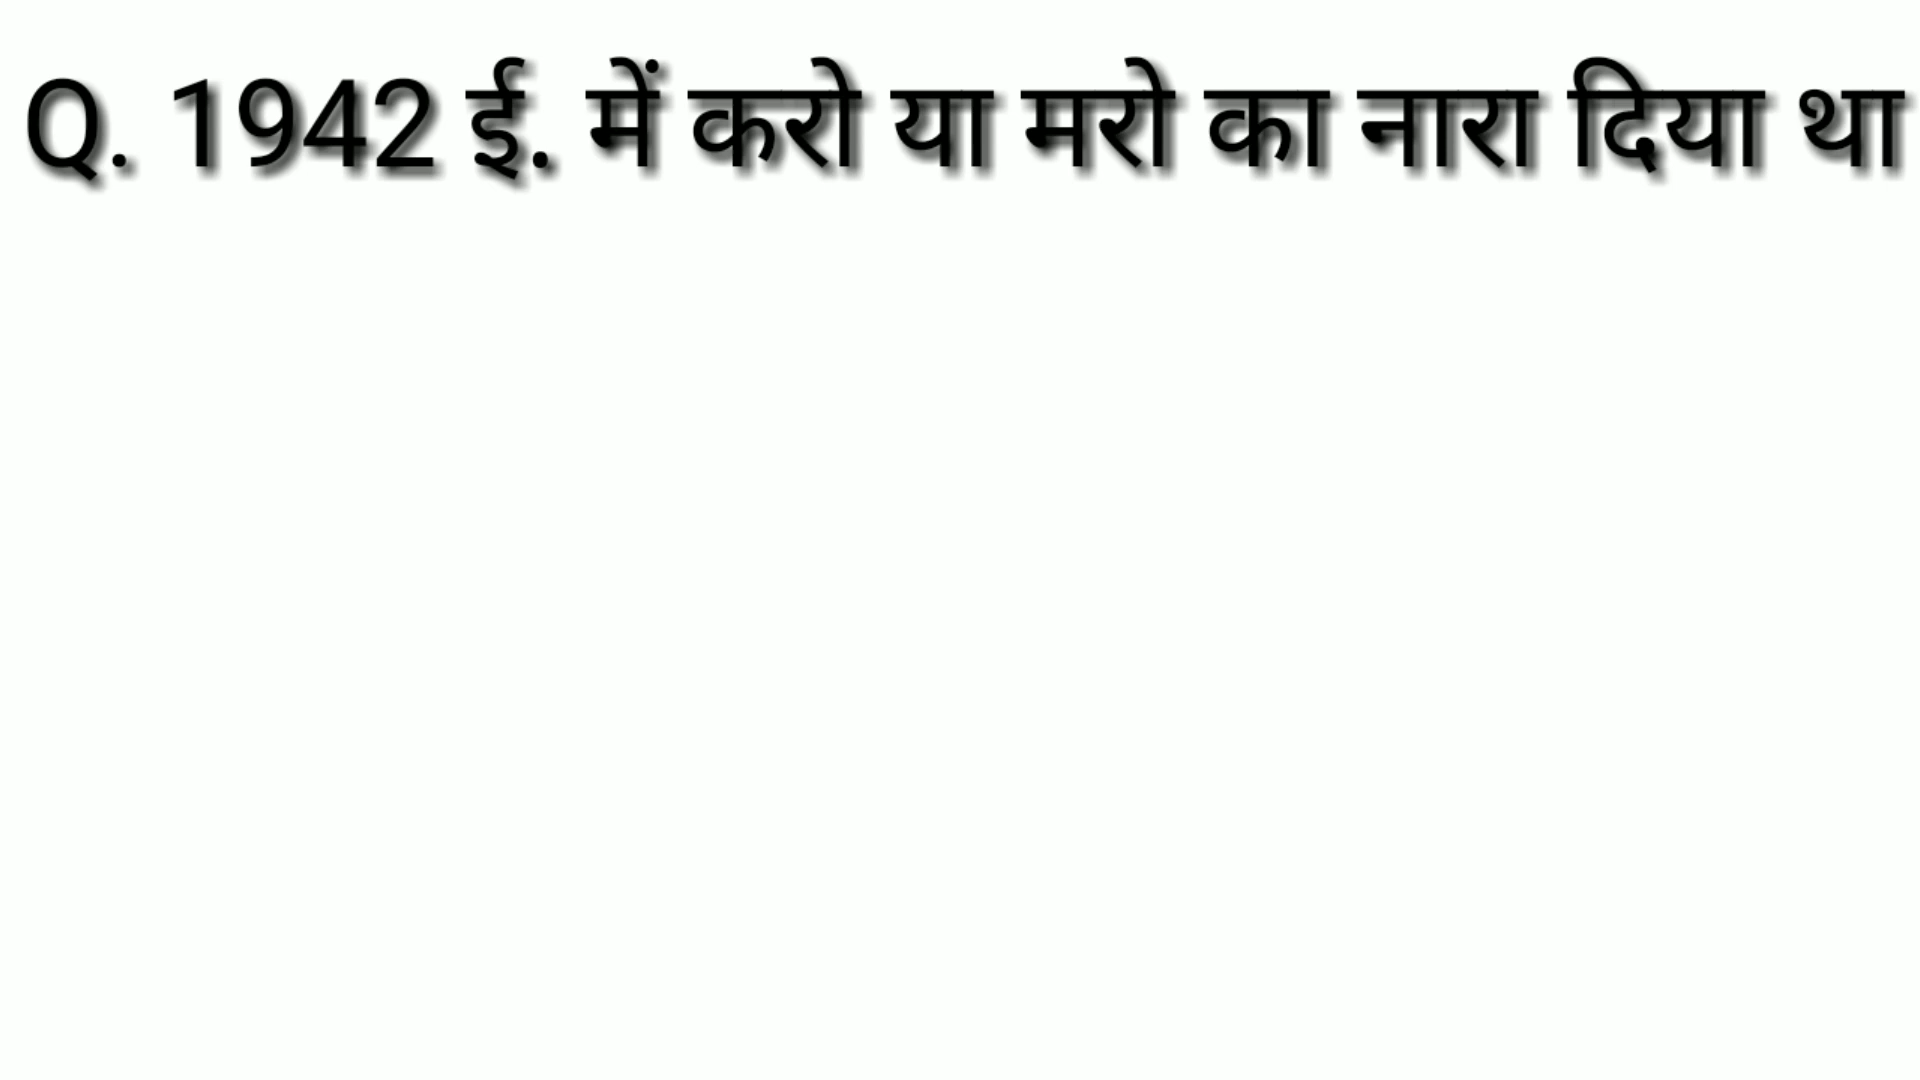 Q. 1942 ई. में करो या मरो का नारा दिया था